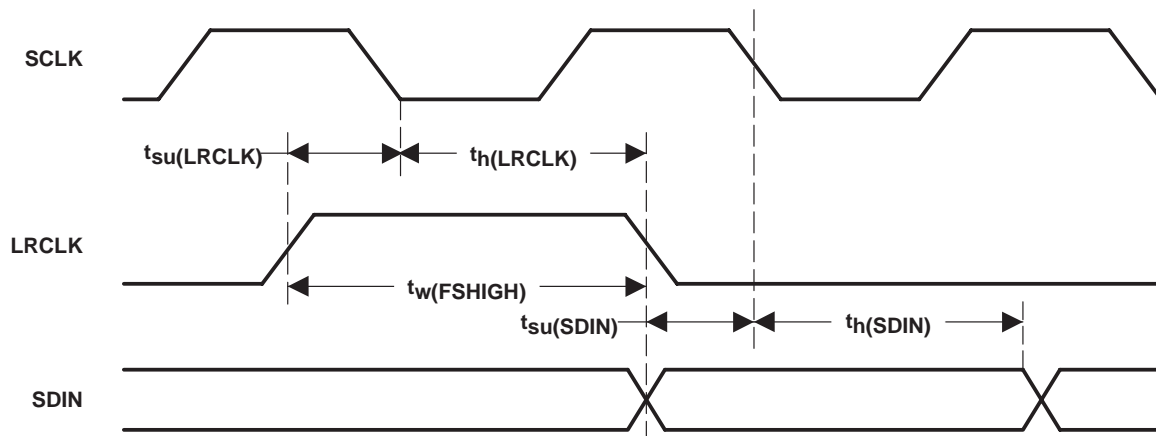 SCLK
tsu(LRCLK)
th(LRCLK)
LRCLK
tw(FSHIGH)
tsu(SDIN)
th(SDIN)
SDIN